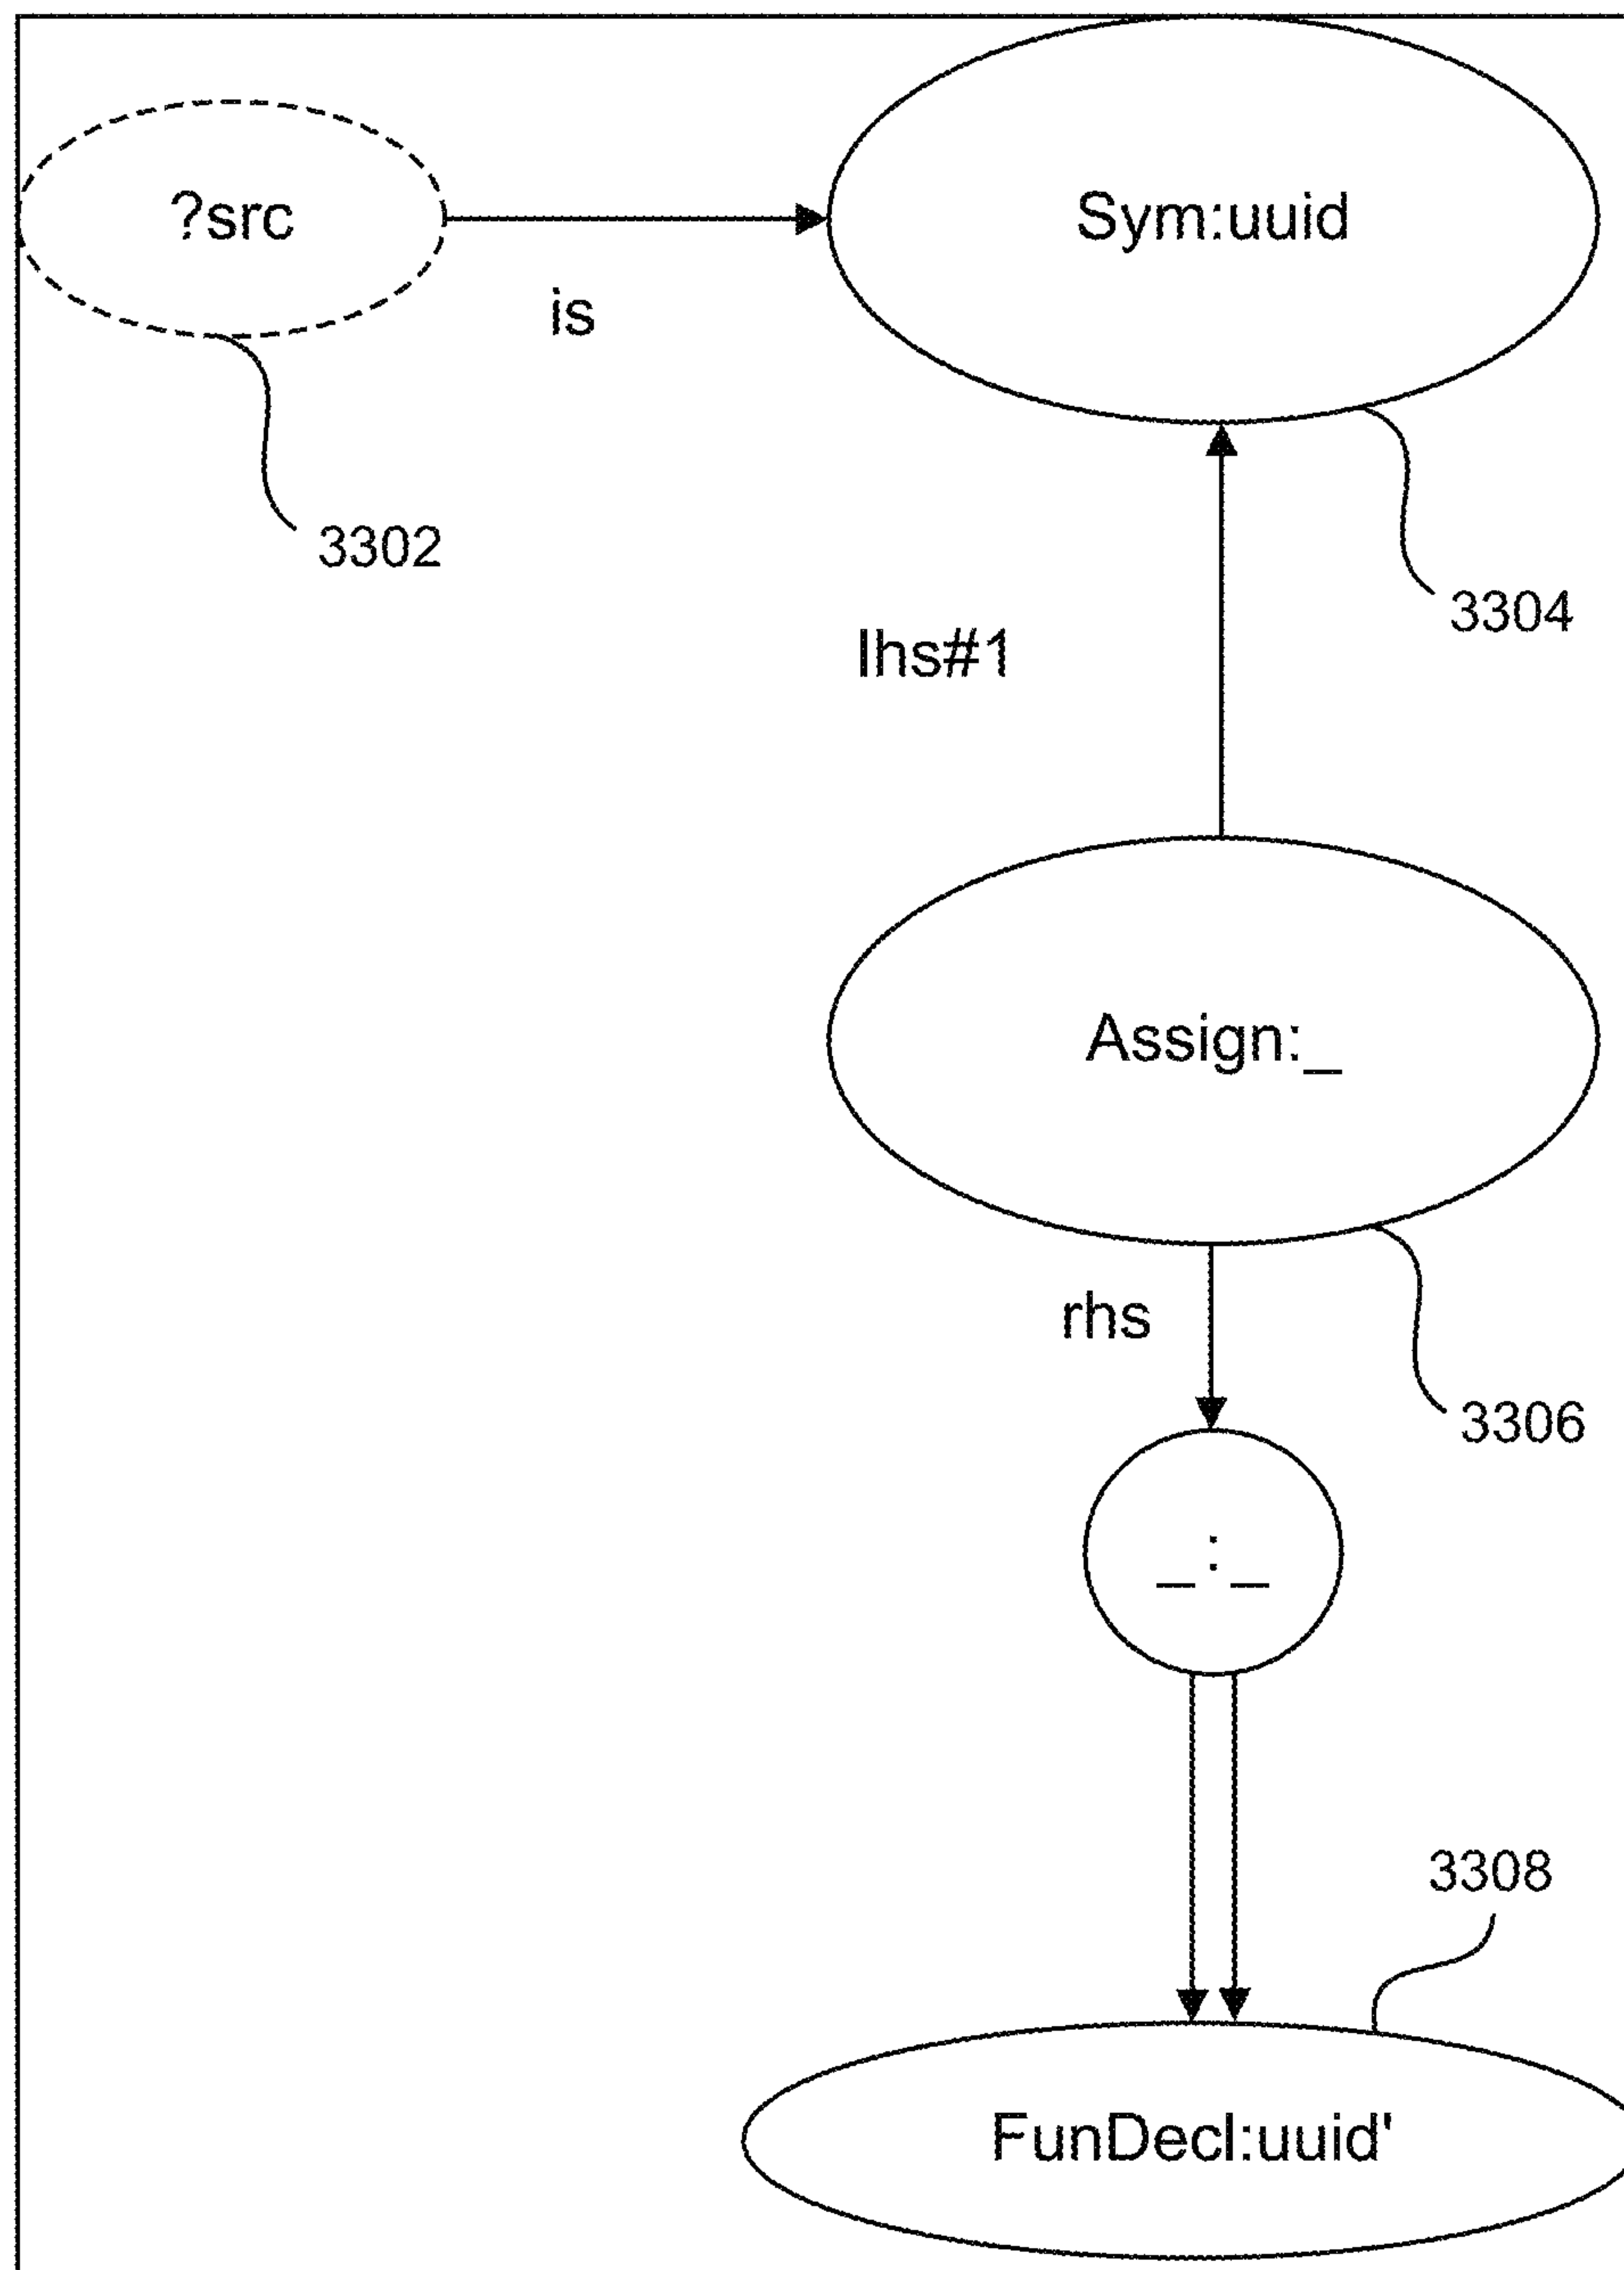 ?src
Sym:uuid
is
3302
3304
lhs#1
Assign:_
rhs
3306
_:_
3308
FunDecl:uuid'